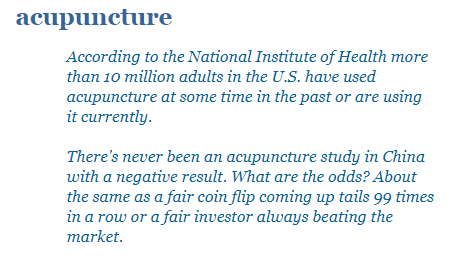 acupuncture
According to the National Institute of Health more
than 10 million adults in the U.S. have used
acupuncture at some time in the past or are using
it currently.
There's never been an acupuncture study in China
with a negative result. What are the odds? About
the same as a fair coin flip coming up tails 99 times
in a row or a fair investor always beating the
market.